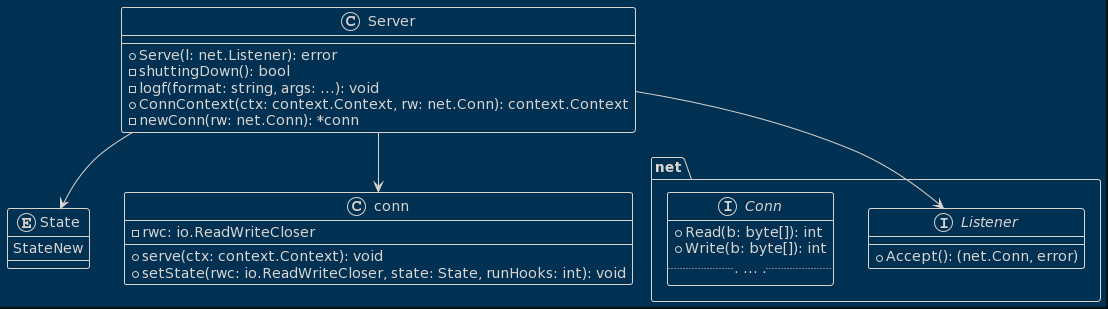 C Server
Serve(l: net.Listener): error
shuttingDown(): bool
logf(format: string, args: ...): void
ConnContext(ctx: context.Context, rw: net.Conn): context.Context
newConn(rw: net.Conn): *conn
E State
StateNew
C conn
rwc: io.ReadWriteCloser
serve(ctx: context.Context): void
setState(rwc: io.ReadWriteCloser, state: State, runHooks: int): void
net
I Conn
Read(b: byte[]): int
Write(b: byte[]): int
. ... .
I Listener
Accept(): (net.Conn, error)